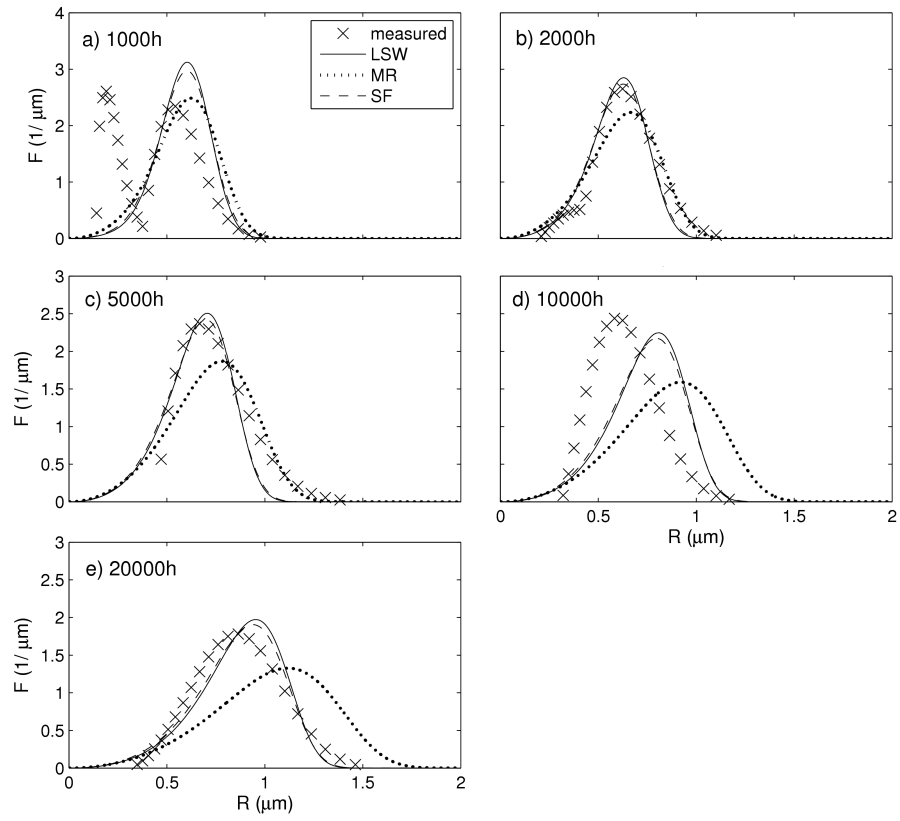 4
3
2
1
0
F (1/ μm)
a) 1000h
measured
LSW
MR
SF
b) 2000h
3
2.5
2
1.5
1
0.5
0
F (1/ μm)
c) 5000h
d) 10000h
0 0.5 1 1.5 2
R (μm)
3
2.5
2
1.5
1
0.5
0
F (1/ μm)
e) 20000h
0 0.5 1 1.5 2
R (μm)